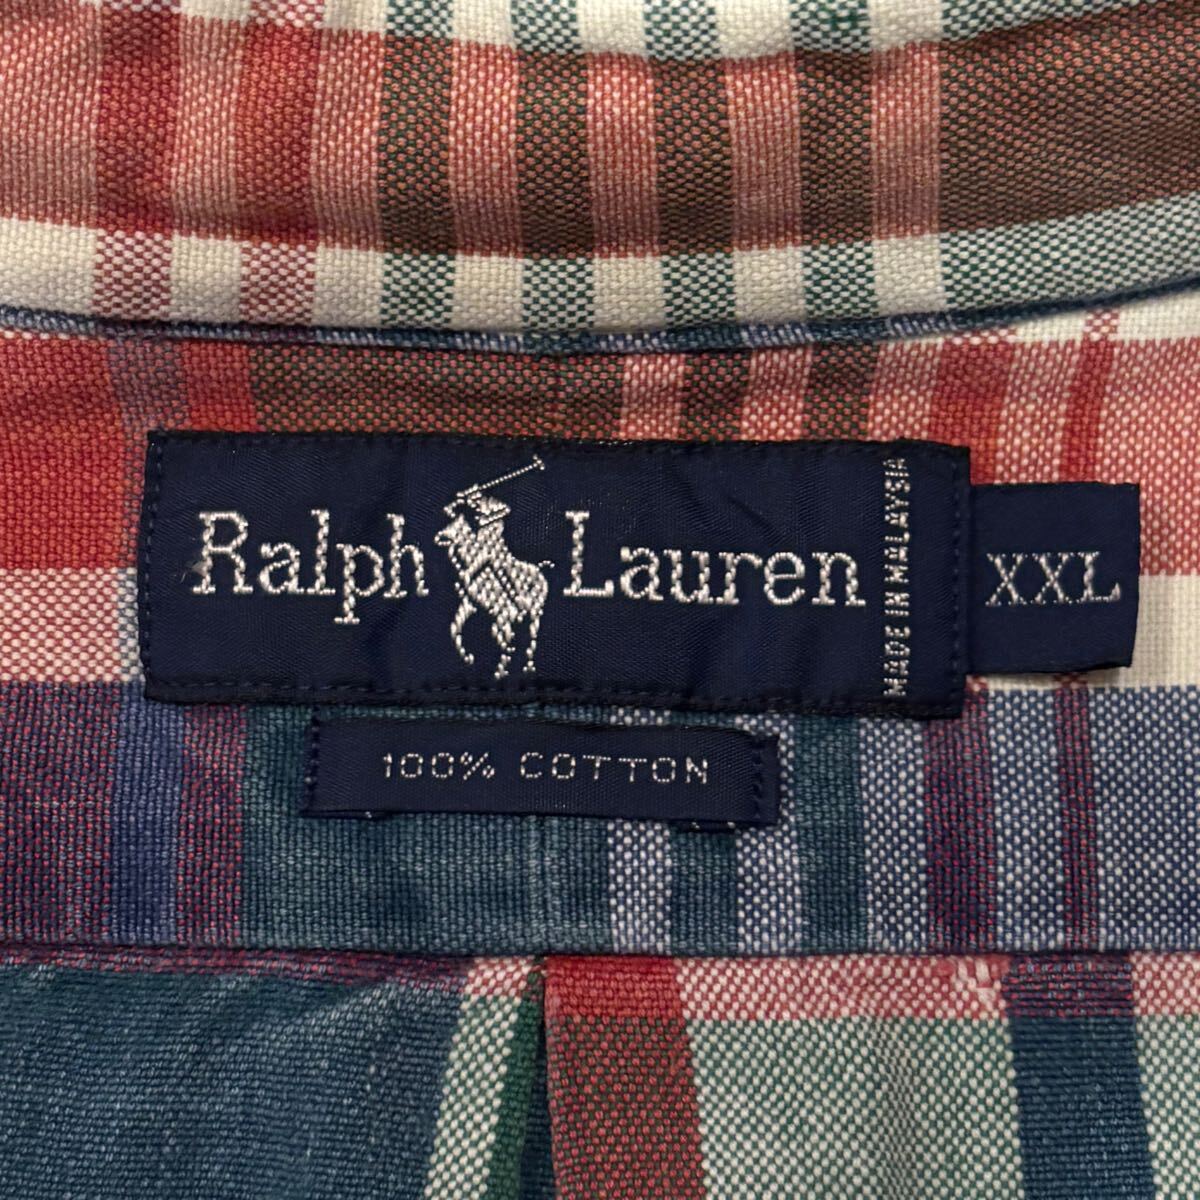 Ralph Lauren
MADE IN MALAYSIA
XXL
100% COTTON